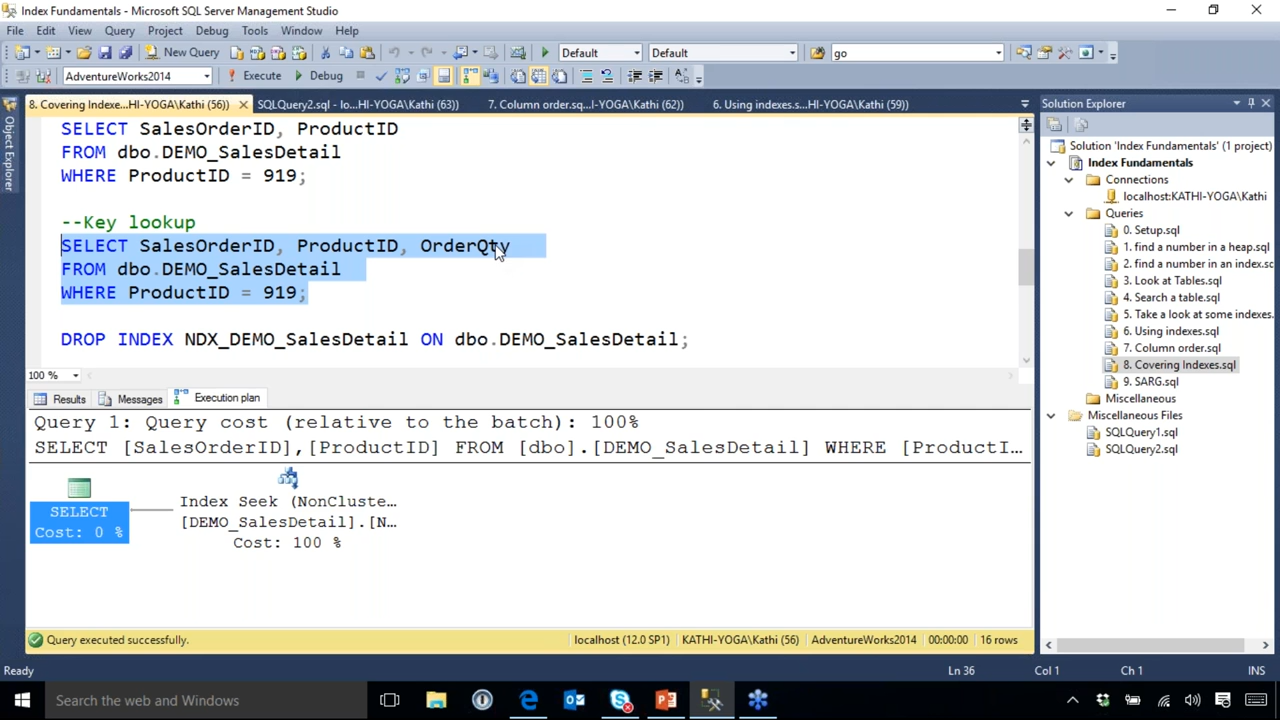 Index Fundamentals - Microsoft SQL Server Management Studio
File Edit View Query Project Debug Tools Window Help
New Query Default Default go
AdventureWorks2014 Execute Debug
8. Covering Indexe...HI-YOGA\Kathi (56)) SQLQuery2.sql - lo...HI-YOGA\Kathi (63)) 7. Column order.sq...I-YOGA\Kathi (62)) 6. Using indexes.s...HI-YOGA\Kathi (59))
Object Explorer
SELECT SalesOrderID, ProductID
FROM dbo.DEMO_SalesDetail
WHERE ProductID = 919;
--Key lookup
SELECT SalesOrderID, ProductID, OrderQty
FROM dbo.DEMO_SalesDetail
WHERE ProductID = 919;
DROP INDEX NDX_DEMO_SalesDetail ON dbo.DEMO_SalesDetail;
100 %
Results Messages Execution plan
Query 1: Query cost (relative to the batch): 100%
SELECT [SalesOrderID],[ProductID] FROM [dbo].[DEMO_SalesDetail] WHERE [ProductI...
SELECT
Cost: 0 %
Index Seek (NonCluste...
[DEMO_SalesDetail].[N...
Cost: 100 %
Query executed successfully. localhost (12.0 SP1) KATHI-YOGA\Kathi (56) AdventureWorks2014 00:00:00 16 rows
Solution Explorer
Solution 'Index Fundamentals' (1 project)
Index Fundamentals
Connections
localhost:KATHI-YOGA\Kathi
Queries
0. Setup.sql
1. find a number in a heap.sql
2. find a number in an index.sc
3. Look at Tables.sql
4. Search a table.sql
5. Take a look at some indexes.
6. Using indexes.sql
7. Column order.sql
8. Covering Indexes.sql
9. SARG.sql
Miscellaneous
Miscellaneous Files
SQLQuery1.sql
SQLQuery2.sql
Ready Ln 36 Col 1 Ch 1 INS
Search the web and Windows